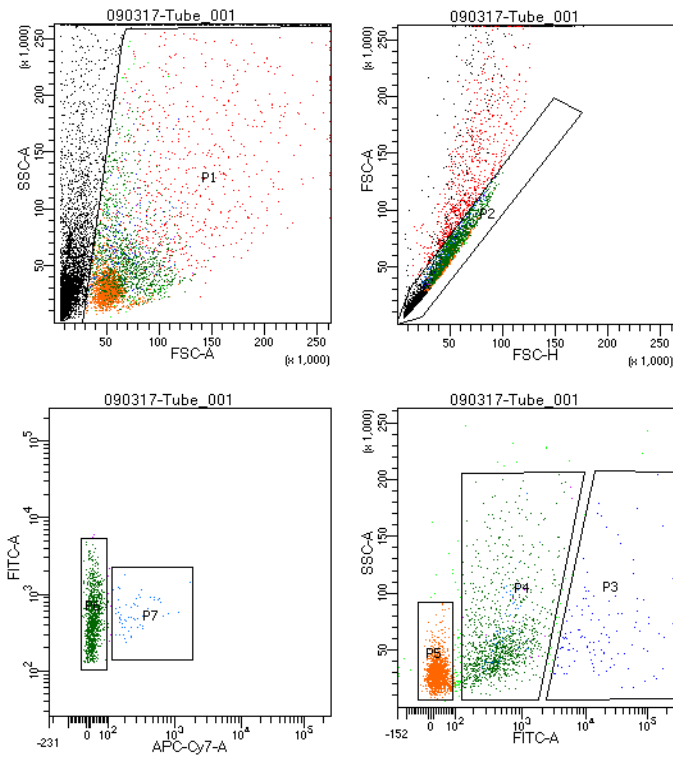 090317-Tube_001
(x 1,000)
SSC-A
250
200
150
100
50
P1
50 100 150 200 250
FSC-A
(x 1,000)
090317-Tube_001
(x 1,000)
FSC-A
250
200
150
100
50
P2
50 100 150 200 250
FSC-H
(x 1,000)
090317-Tube_001
FITC-A
10^5
10^4
10^3
10^2
P7
-231 0 10^2 10^3 10^4 10^5
APC-Cy7-A
090317-Tube_001
(x 1,000)
SSC-A
250
200
150
100
50
P4
P3
P5
-152 0 10^2 10^3 10^4 10^5
FITC-A